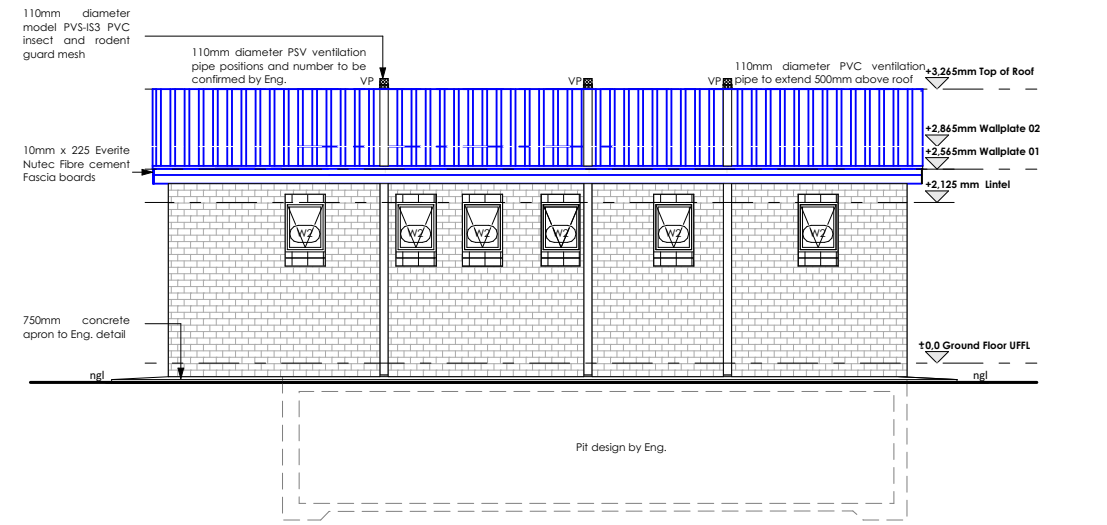 110mm diameter
model PVS-IS3 PVC
insect and rodent
guard mesh
110mm diameter PSV ventilation
pipe positions and number to be
confirmed by Eng.
VP
VP
VP
110mm diameter PVC ventilation
pipe to extend 500mm above roof
+3,265mm Top of Roof
+2,865mm Wallplate 02
+2,565mm Wallplate 01
+2,125 mm Lintel
10mm x 225 Everite
Nutec Fibre cement
Fascia boards
W2
W2
W2
W2
W2
W2
750mm concrete
apron to Eng. detail
±0,0 Ground Floor UFFL
ngl
ngl
Pit design by Eng.